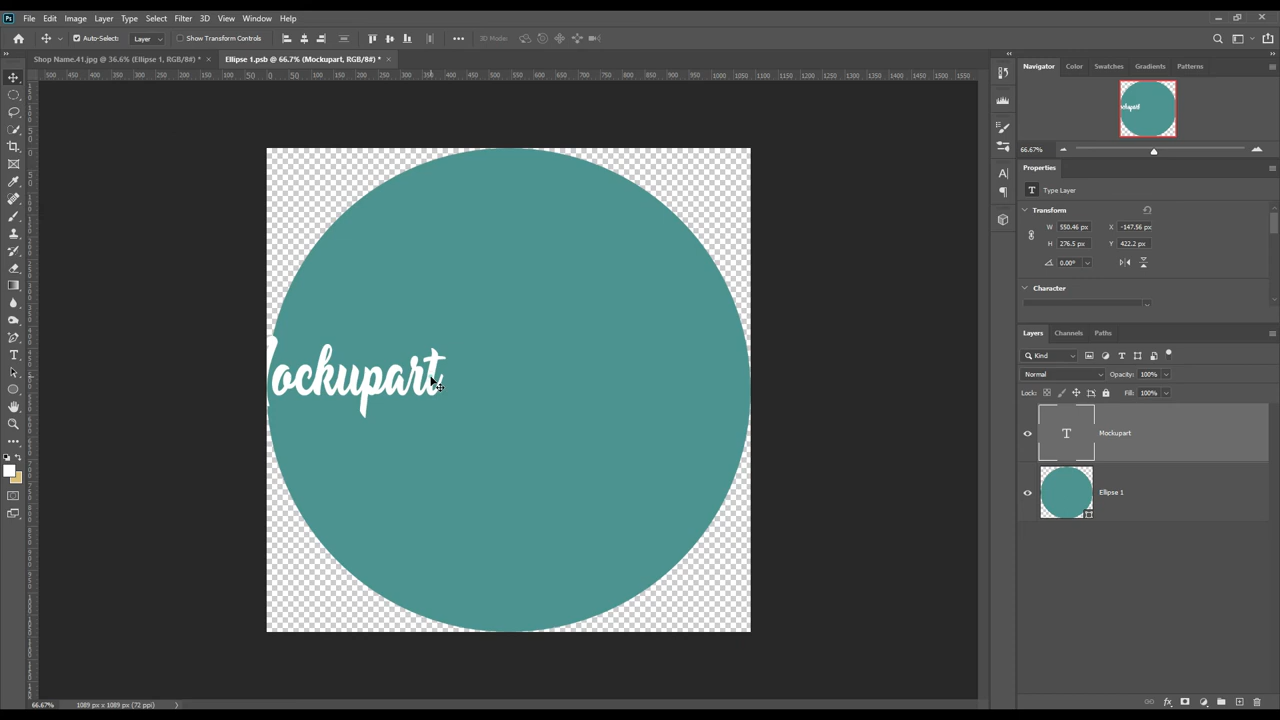 File Edit Image Layer Type Select Filter 3D View Window Help
Auto-Select: Layer Show Transform Controls 3D Mode:
Shop Name.41.jpg @ 36.6% (Ellipse 1, RGB/8#) * Ellipse 1.psb @ 66.7% (Mockupart, RGB/8#) *
Navigator Color Swatches Gradients Patterns
ockupart
66.67%
Properties
Type Layer
Transform
W 550.46 px X -147.56 px
H 276.5 px Y 422.2 px
0.00°
Character
Mockupart
Layers Channels Paths
Kind
Normal Opacity: 100%
Lock: Fill: 100%
Mockupart
Ellipse 1
66.67% 1089 px x 1089 px (72 ppi)